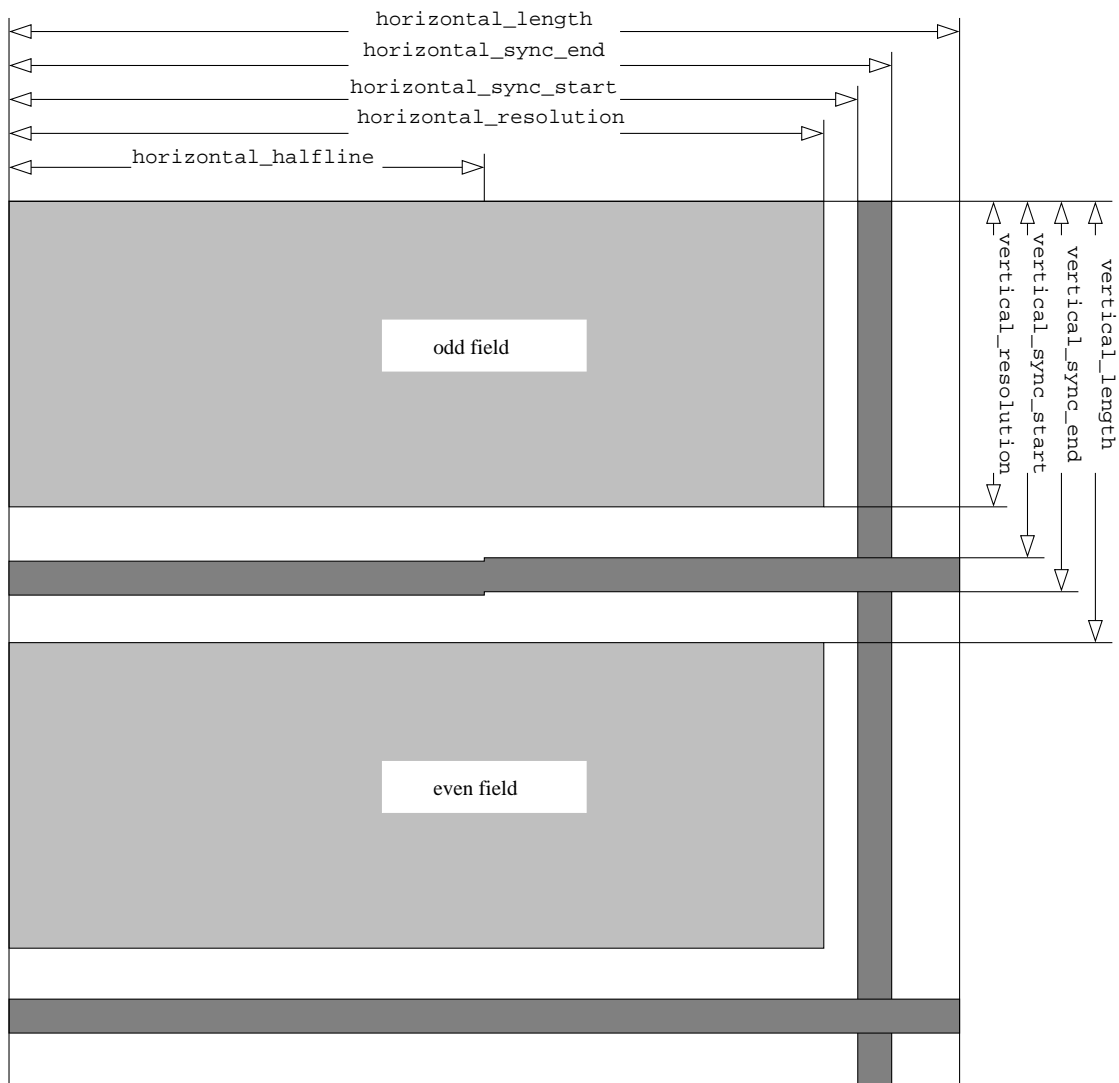 horizontal_length
horizontal_sync_end
horizontal_sync_start
horizontal_resolution
horizontal_halfline
vertical_resolution
vertical_sync_start
vertical_sync_end
vertical_length
odd field
even field